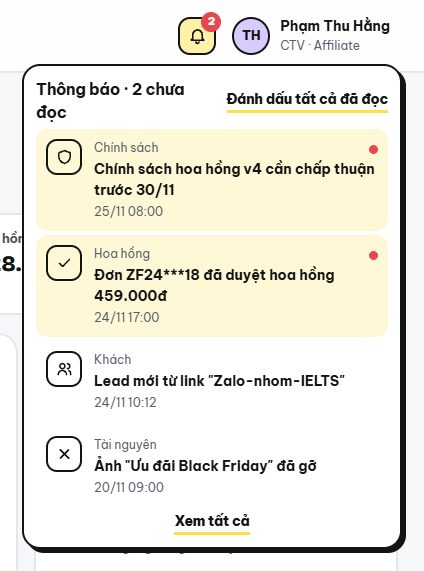 2
TH
Phạm Thu Hằng
CTV · Affiliate
Thông báo · 2 chưa
đọc
Đánh dấu tất cả đã đọc
Chính sách
Chính sách hoa hồng v4 cần chấp thuận
trước 30/11
25/11 08:00
Hoa hồng
Đơn ZF24***18 đã duyệt hoa hồng
459.000đ
24/11 17:00
Khách
Lead mới từ link "Zalo-nhom-IELTS"
24/11 10:12
Tài nguyên
Ảnh "Ưu đãi Black Friday" đã gỡ
20/11 09:00
Xem tất cả